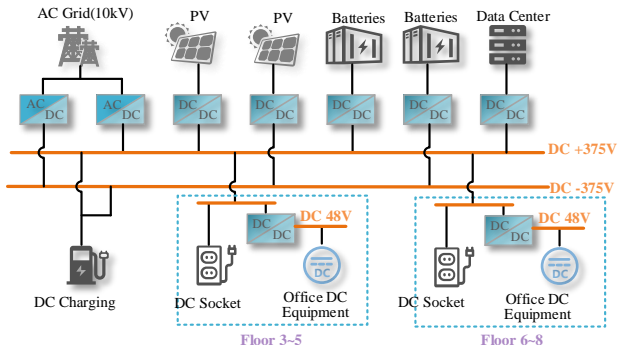 AC Grid(10kV) PV PV Batteries Batteries Data Center
AC DC AC DC DC DC DC DC DC DC DC DC DC DC
DC +375V
DC -375V
DC DC DC 48V DC DC DC 48V
DC DC
DC Charging DC Socket Office DC Equipment DC Socket Office DC Equipment
Floor 3~5 Floor 6~8